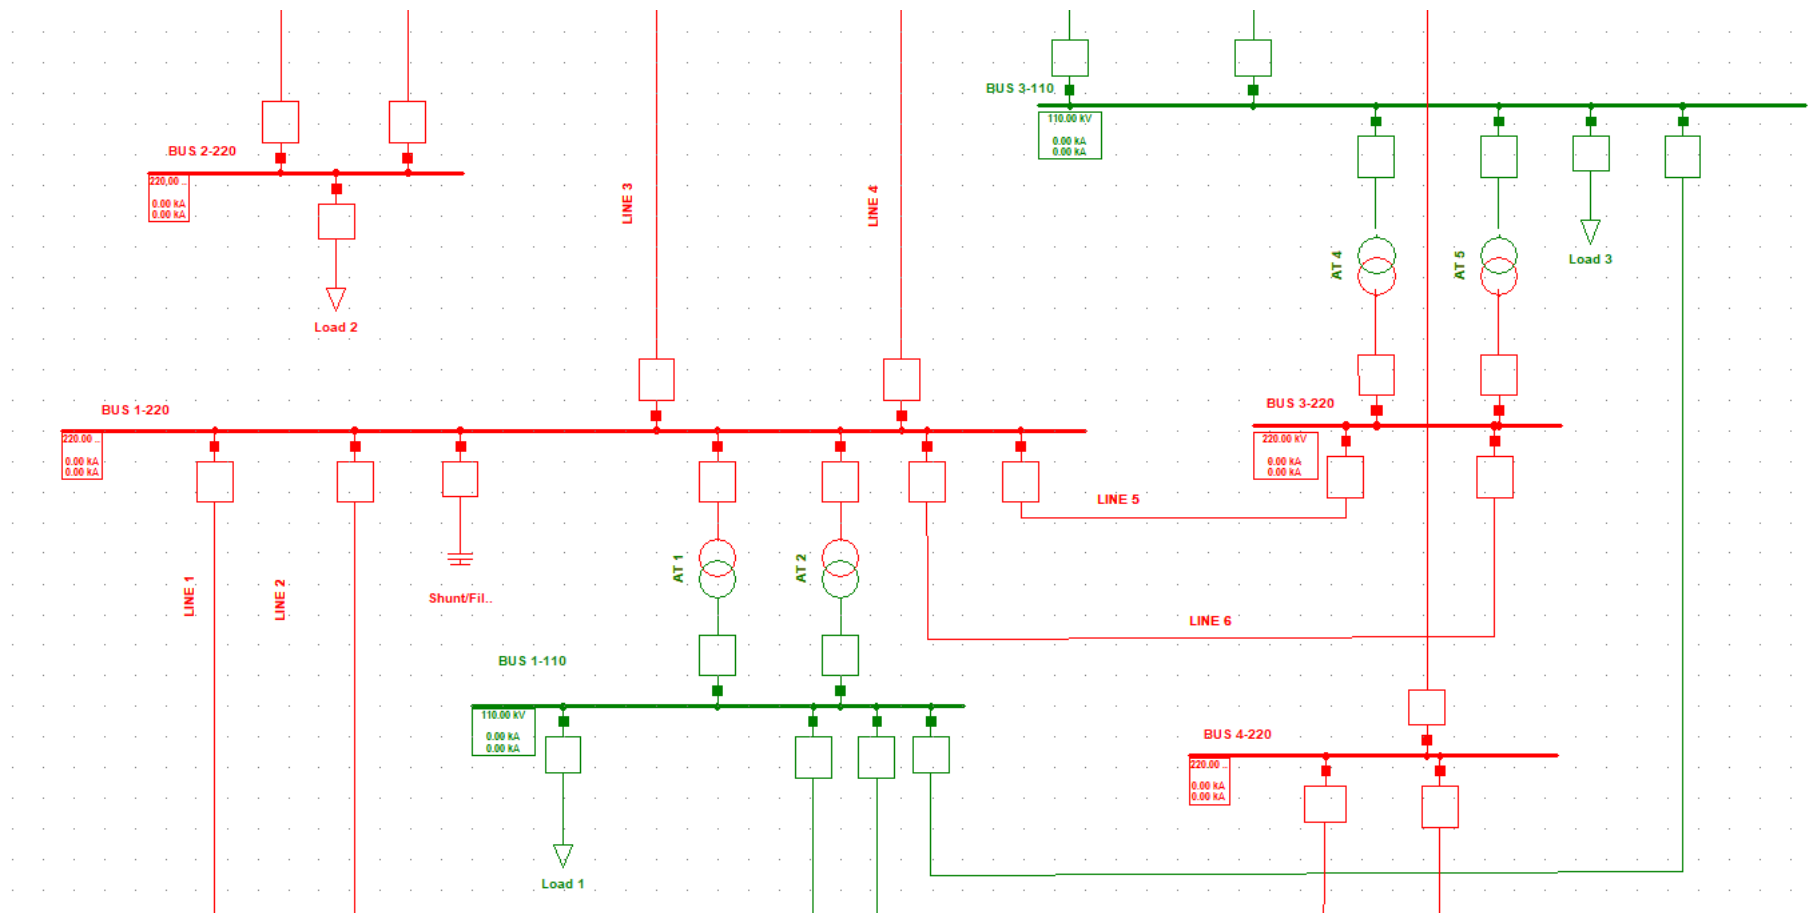 BUS 3-110
110.00 kV
0.00 kA
0.00 kA
BUS 2-220
220.00 ..
0.00 kA
0.00 kA
LINE 3
LINE 4
AT 4
AT 5
Load 3
Load 2
BUS 1-220
220.00 ..
0.00 kA
0.00 kA
BUS 3-220
220.00 kV
0.00 kA
0.00 kA
LINE 5
LINE 1
LINE 2
Shunt/Fil..
AT 1
AT 2
LINE 6
BUS 1-110
110.00 kV
0.00 kA
0.00 kA
BUS 4-220
220.00 ..
0.00 kA
0.00 kA
Load 1